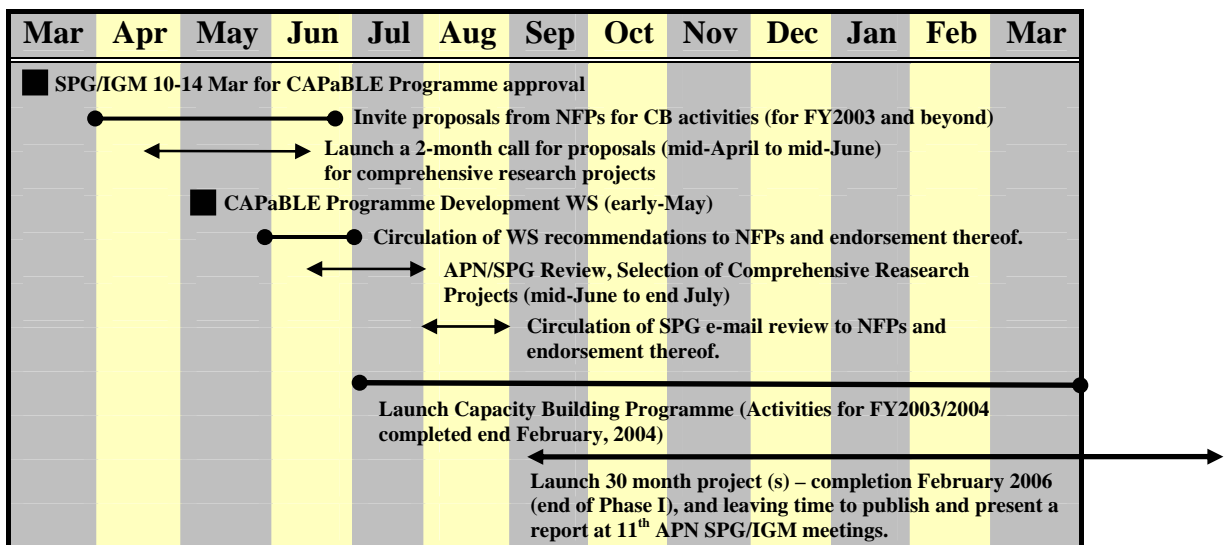 Mar Apr May Jun Jul Aug Sep Oct Nov Dec Jan Feb Mar
SPG/IGM 10-14 Mar for CAPaBLE Programme approval
Invite proposals from NFPs for CB activities (for FY2003 and beyond)
Launch a 2-month call for proposals (mid-April to mid-June)
for comprehensive research projects
CAPaBLE Programme Development WS (early-May)
Circulation of WS recommendations to NFPs and endorsement thereof.
APN/SPG Review, Selection of Comprehensive Reasearch
Projects (mid-June to end July)
Circulation of SPG e-mail review to NFPs and
endorsement thereof.
Launch Capacity Building Programme (Activities for FY2003/2004
completed end February, 2004)
Launch 30 month project (s) – completion February 2006
(end of Phase I), and leaving time to publish and present a
report at 11th APN SPG/IGM meetings.